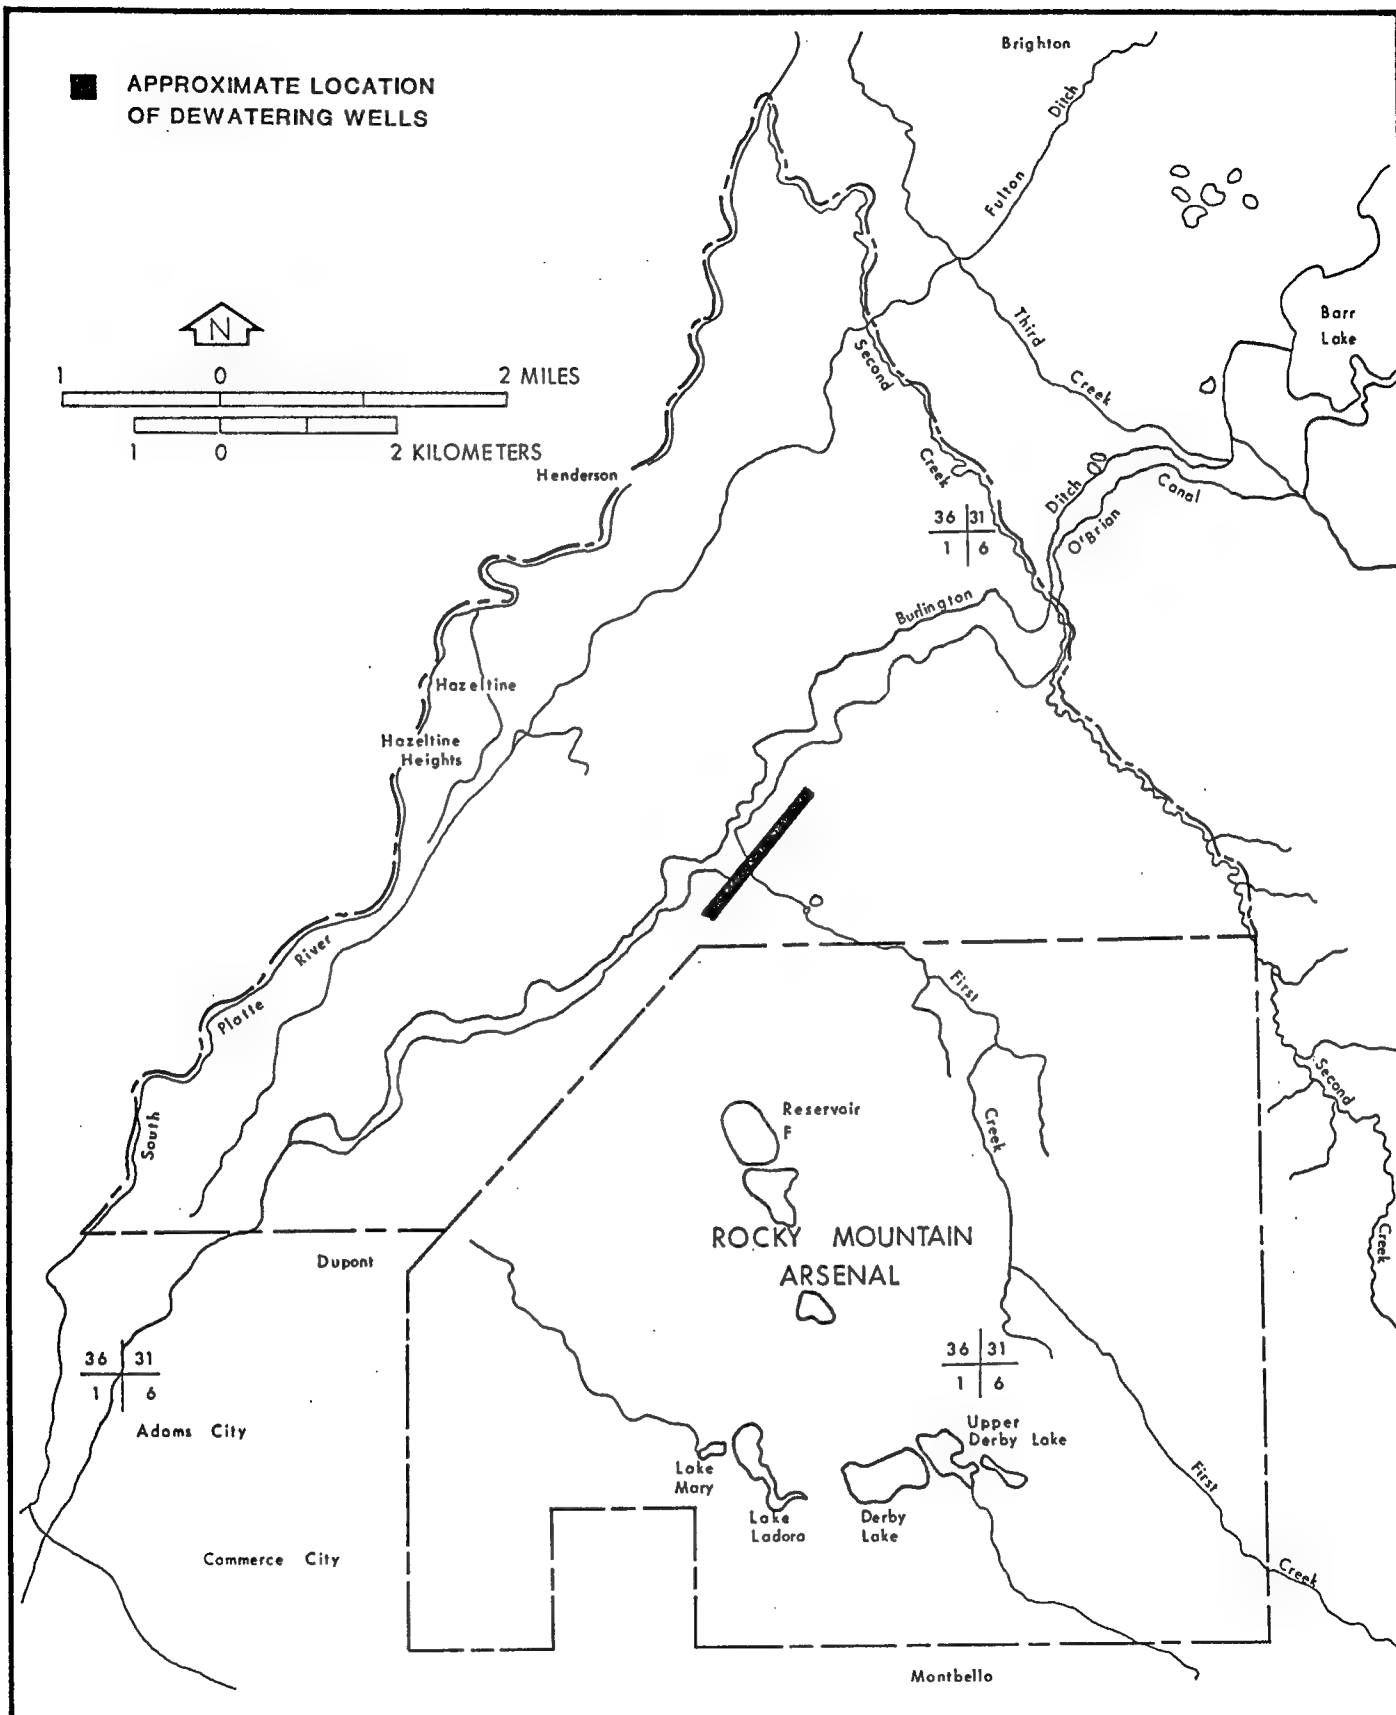 Brighton
APPROXIMATE LOCATION
OF DEWATERING WELLS
Ditch
Fulton
Barr
Lake
Third
Creek
N
1 0 2 MILES
1 0 2 KILOMETERS
Second
Creek
Henderson
Ditch
Canal
O'Brian
36 31
1 6
Burlington
Hazeltine
Hazeltine
Heights
South
Platte
River
First
Creek
Second
Creek
Reservoir
F
ROCKY MOUNTAIN
ARSENAL
Dupont
36 31
1 6
36 31
1 6
Adams City
Upper
Derby Lake
Lake
Mary
Lake
Ladora
Derby
Lake
First
Creek
Commerce City
Montbello